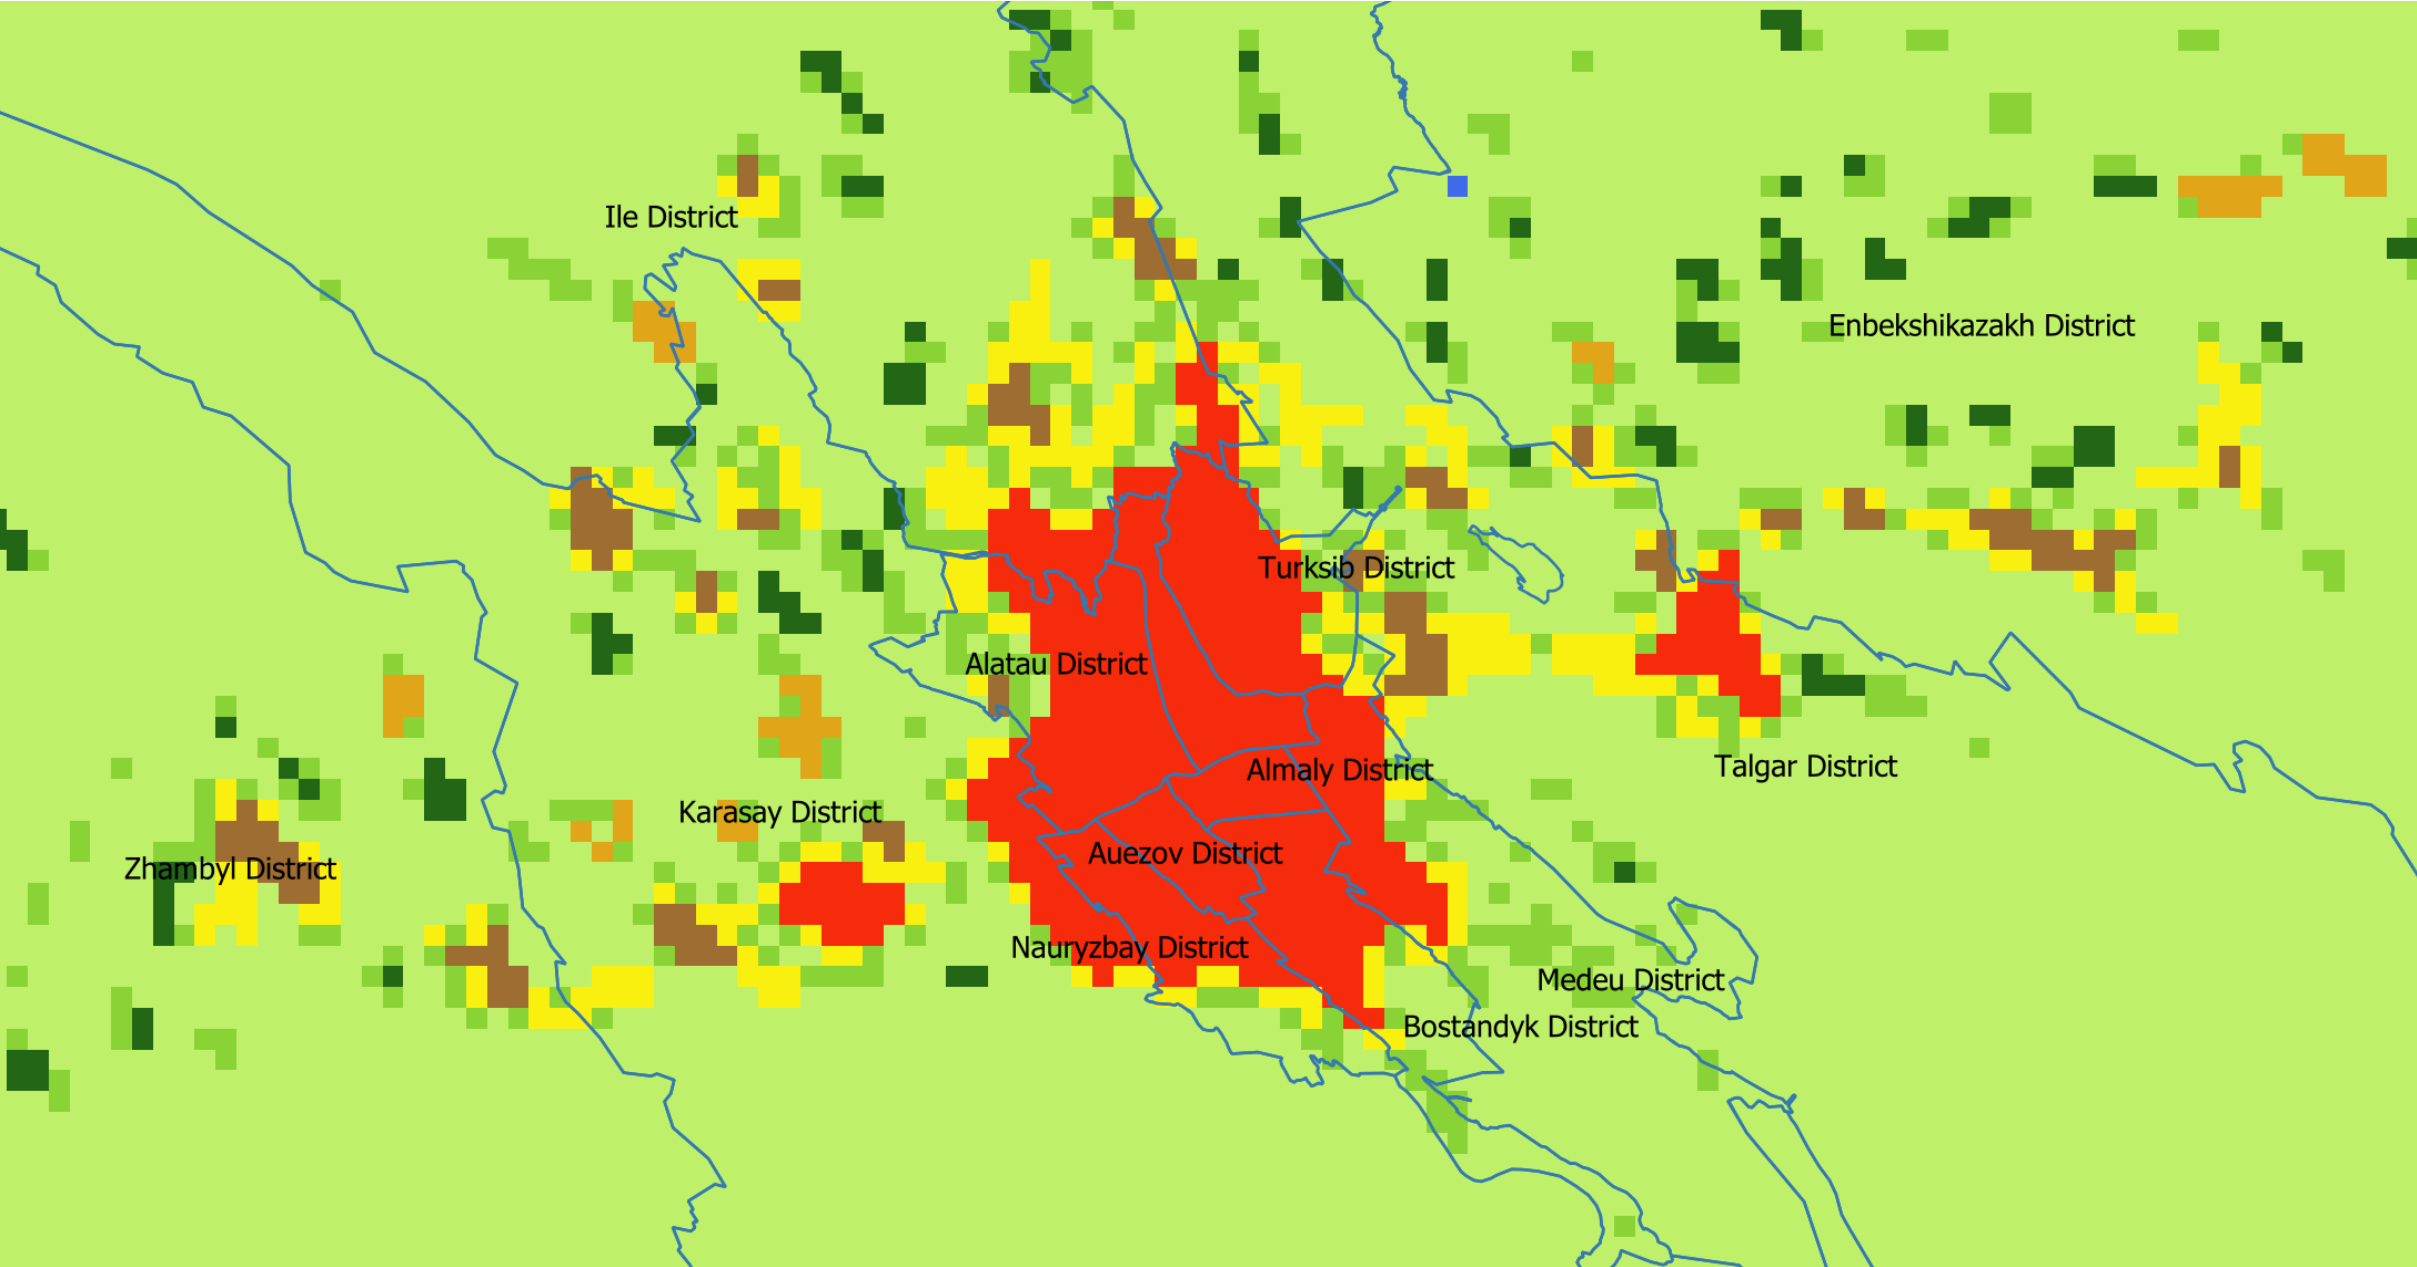 Ile District
Enbekshikazakh District
Turksib District
Alatau District
Almaly District
Talgar District
Karasay District
Auezov District
Zhambyl District
Nauryzbay District
Medeu District
Bostandyk District